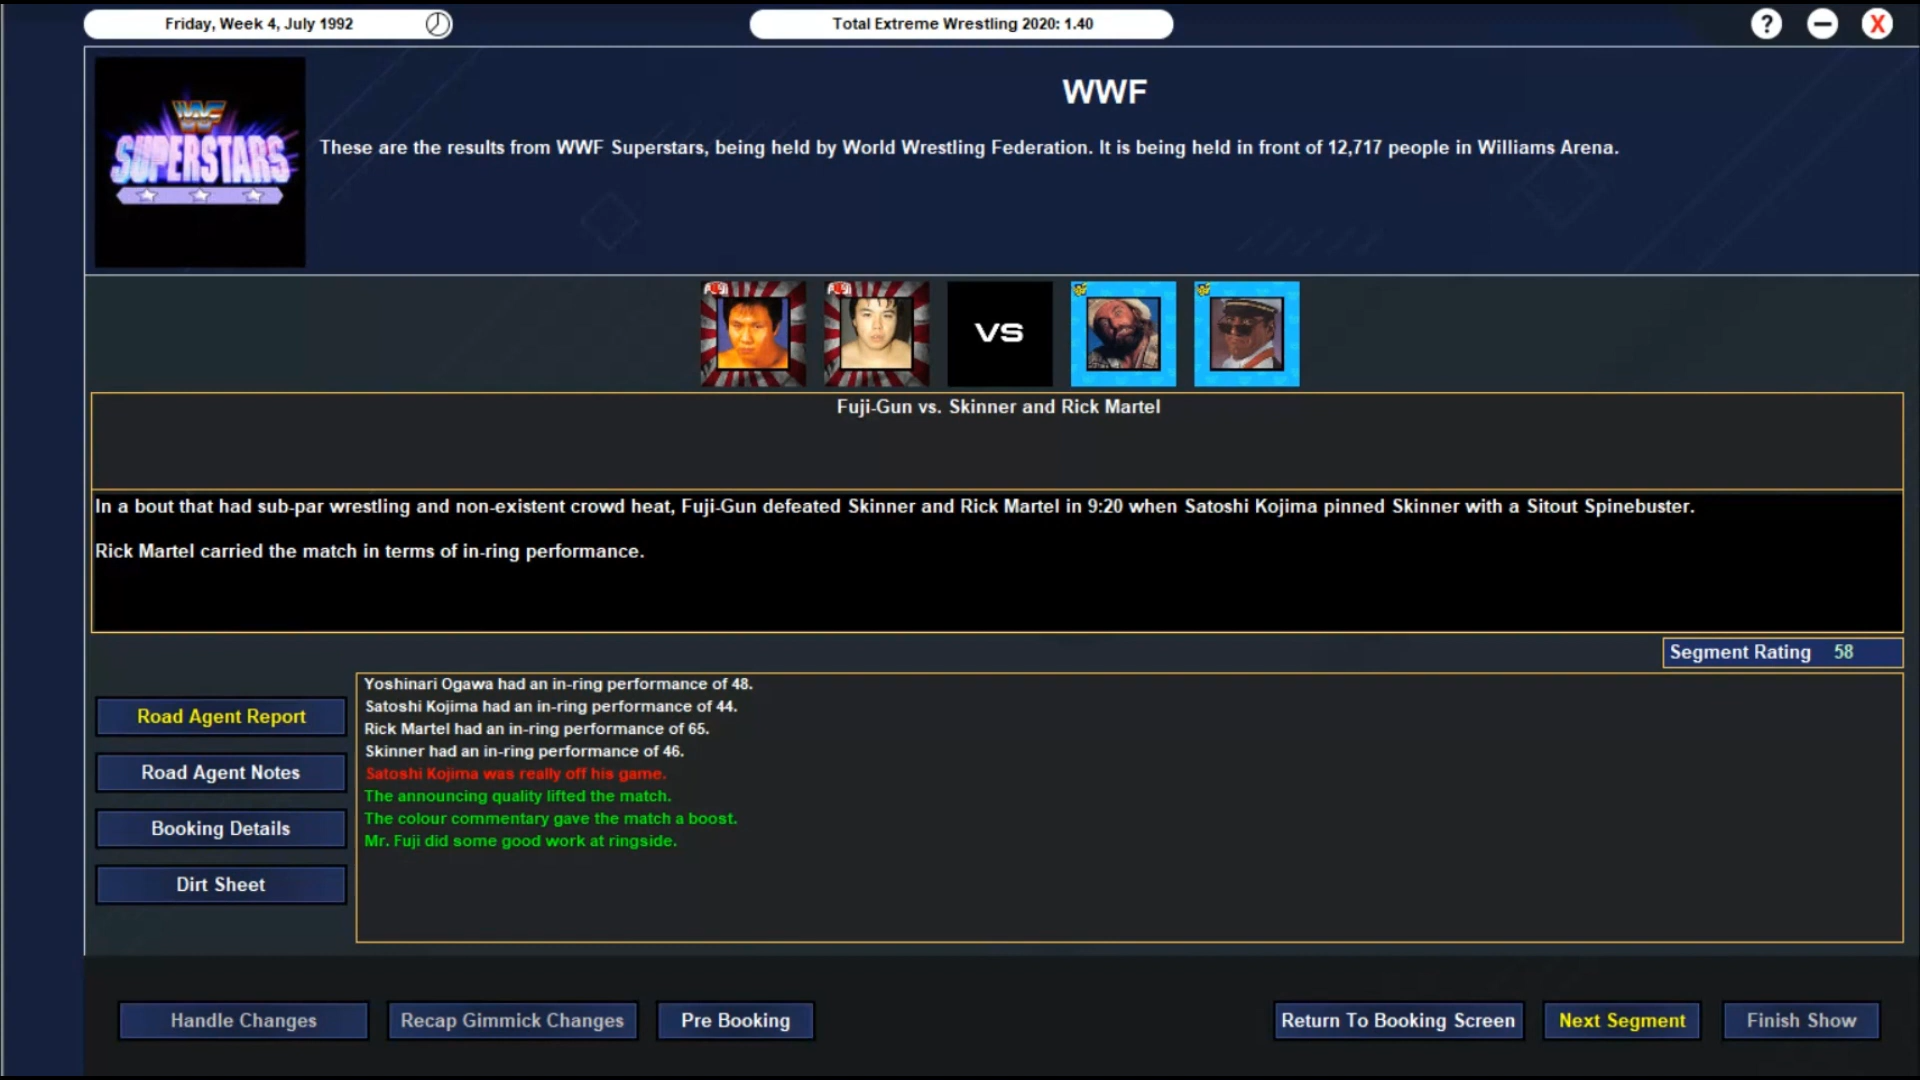 Friday, Week 4, July 1992
Total Extreme Wrestling 2020: 1.40
?
X
WWF
WWF
SUPERSTARS
These are the results from WWF Superstars, being held by World Wrestling Federation. It is being held in front of 12,717 people in Williams Arena.
VS
Fuji-Gun vs. Skinner and Rick Martel
In a bout that had sub-par wrestling and non-existent crowd heat, Fuji-Gun defeated Skinner and Rick Martel in 9:20 when Satoshi Kojima pinned Skinner with a Sitout Spinebuster.
Rick Martel carried the match in terms of in-ring performance.
Segment Rating 58
Road Agent Report
Road Agent Notes
Booking Details
Dirt Sheet
Yoshinari Ogawa had an in-ring performance of 48.
Satoshi Kojima had an in-ring performance of 44.
Rick Martel had an in-ring performance of 65.
Skinner had an in-ring performance of 46.
Satoshi Kojima was really off his game.
The announcing quality lifted the match.
The colour commentary gave the match a boost.
Mr. Fuji did some good work at ringside.
Handle Changes
Recap Gimmick Changes
Pre Booking
Return To Booking Screen
Next Segment
Finish Show